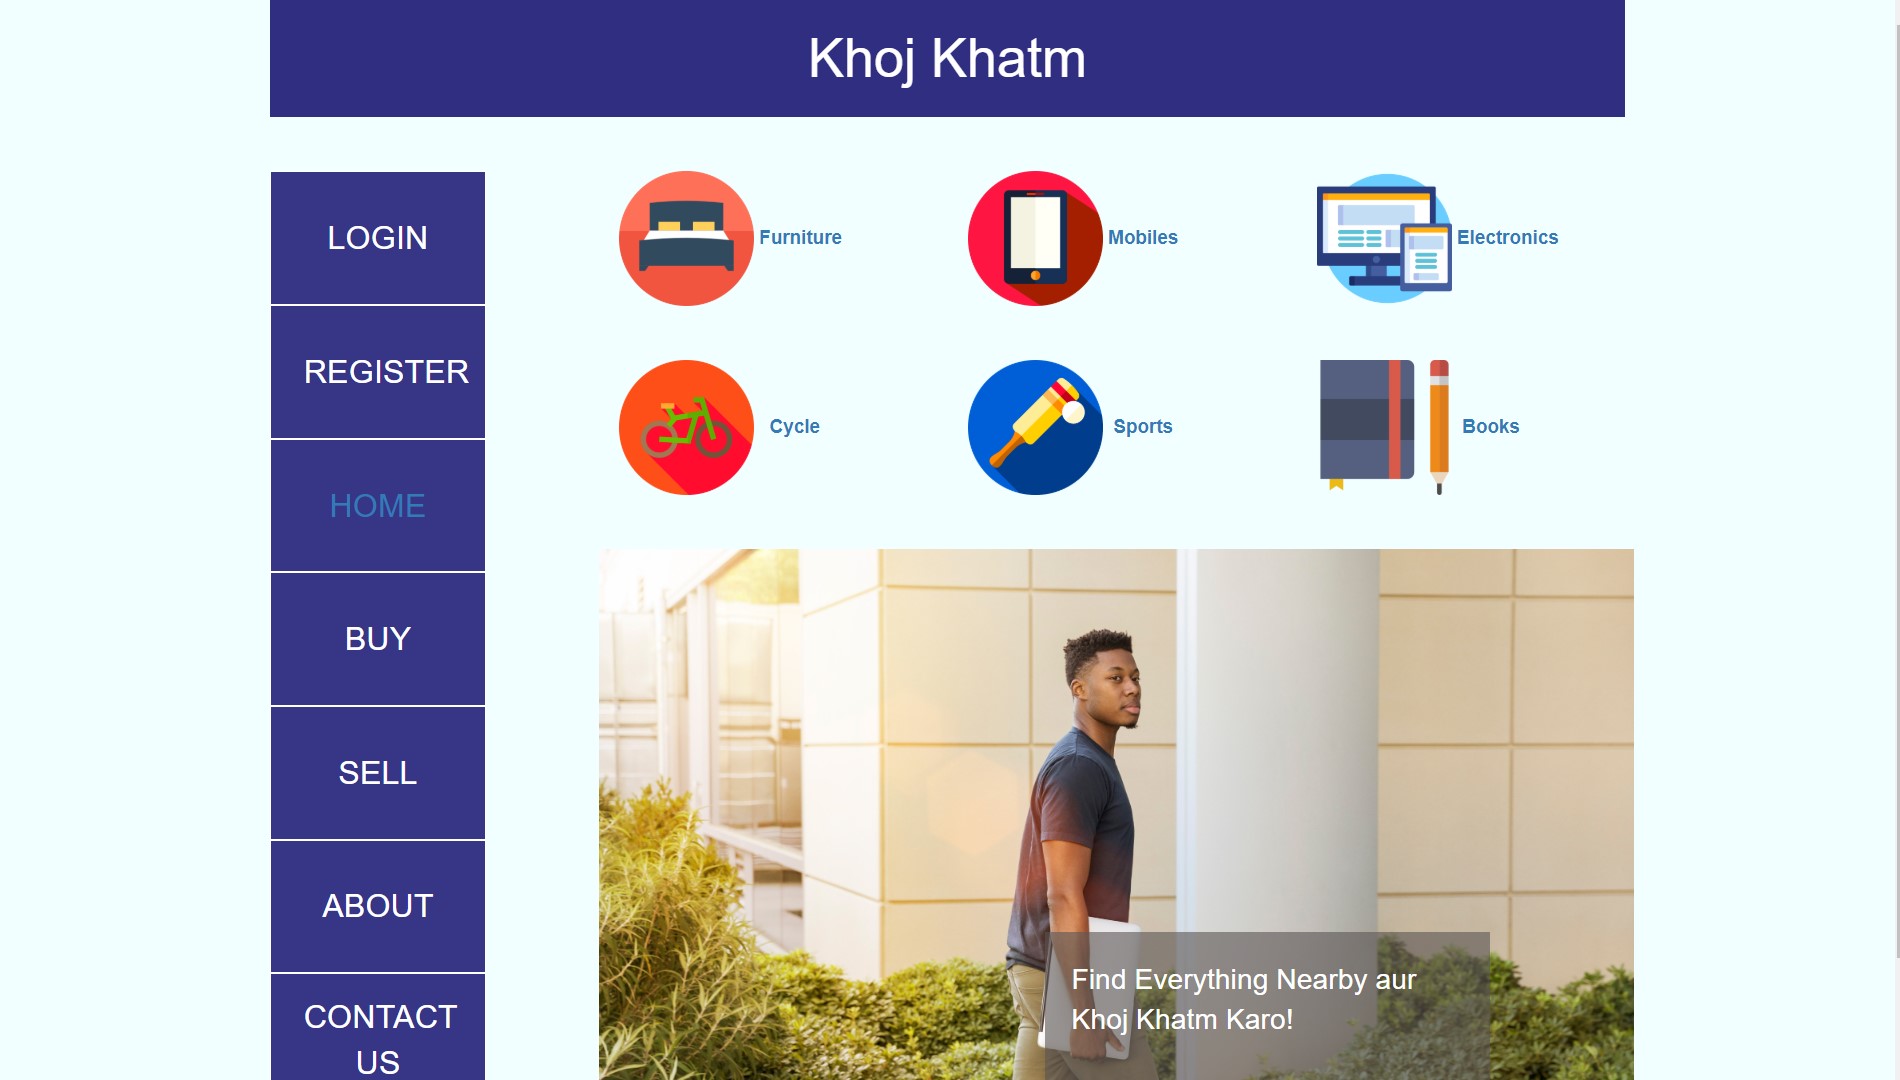 Khoj Khatm
LOGIN
REGISTER
HOME
BUY
SELL
ABOUT
CONTACT
US
Furniture
Mobiles
Electronics
Cycle
Sports
Books
Find Everything Nearby aur
Khoj Khatm Karo!